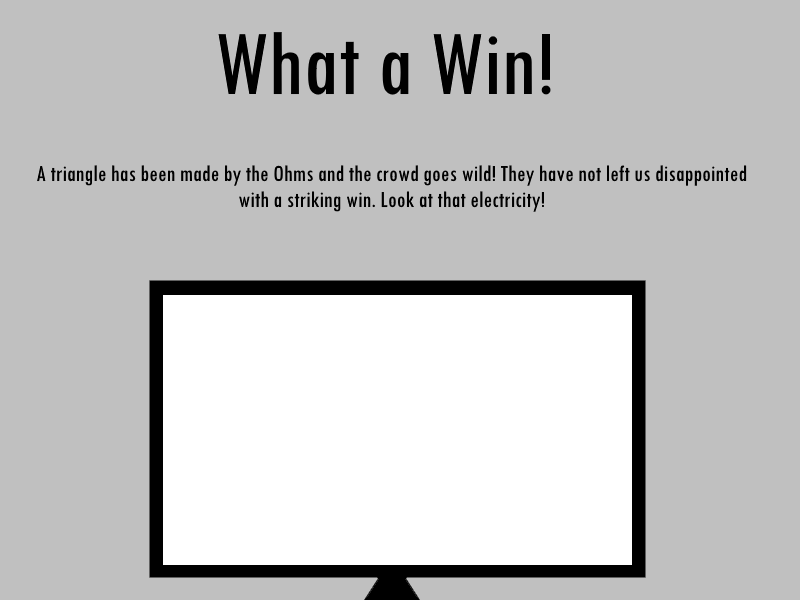 What a Win!
A triangle has been made by the Ohms and the crowd goes wild! They have not left us disappointed
with a striking win. Look at that electricity!